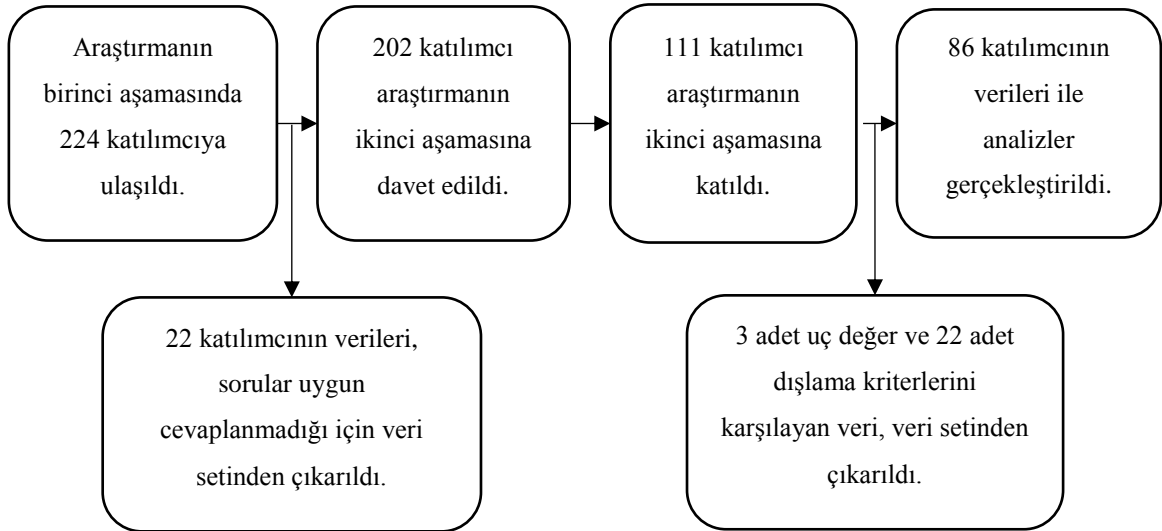 Araştırmanın
birinci aşamasında
224 katılımcıya
ulaşıldı.
202 katılımcı
araştırmanın
ikinci aşamasına
davet edildi.
111 katılımcı
araştırmanın
ikinci aşamasına
katıldı.
86 katılımcının
verileri ile
analizler
gerçekleştirildi.
22 katılımcının verileri,
sorular uygun
cevaplanmadığı için veri
setinden çıkarıldı.
3 adet uç değer ve 22 adet
dışlama kriterlerini
karşılayan veri, veri setinden
çıkarıldı.